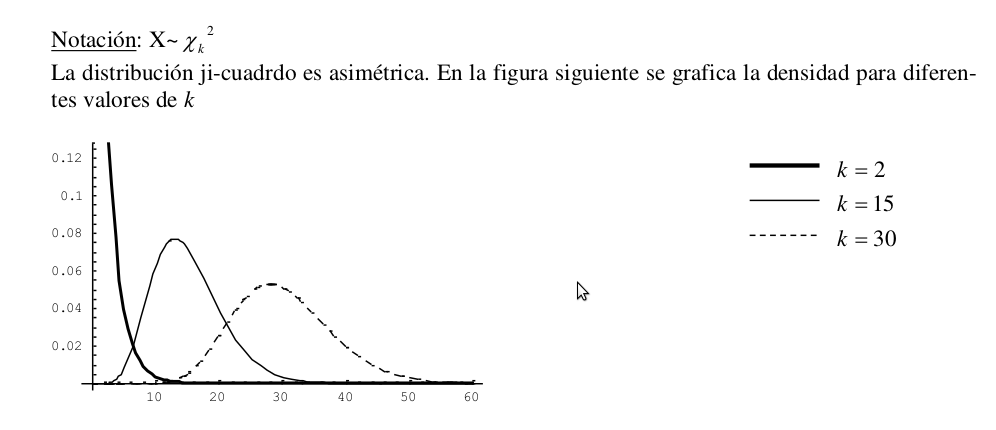 Notación: X~ χk²
La distribución ji-cuadrdo es asimétrica. En la figura siguiente se grafica la densidad para diferen-
tes valores de k
0.12
0.1
0.08
0.06
0.04
0.02
10 20 30 40 50 60
k = 2
k = 15
k = 30